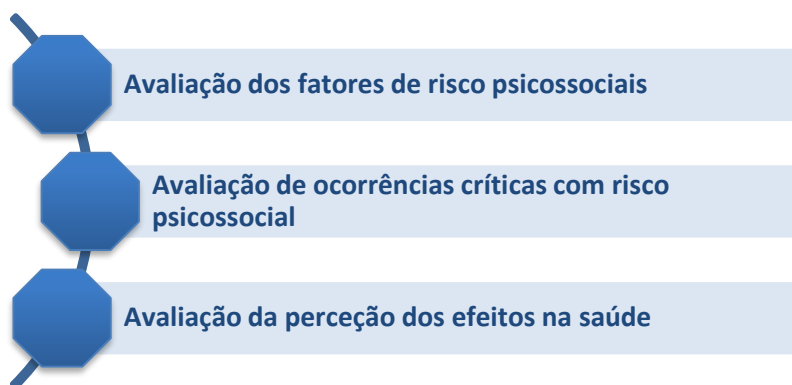 Avaliação dos fatores de risco psicossociais
Avaliação de ocorrências críticas com risco
psicossocial
Avaliação da perceção dos efeitos na saúde